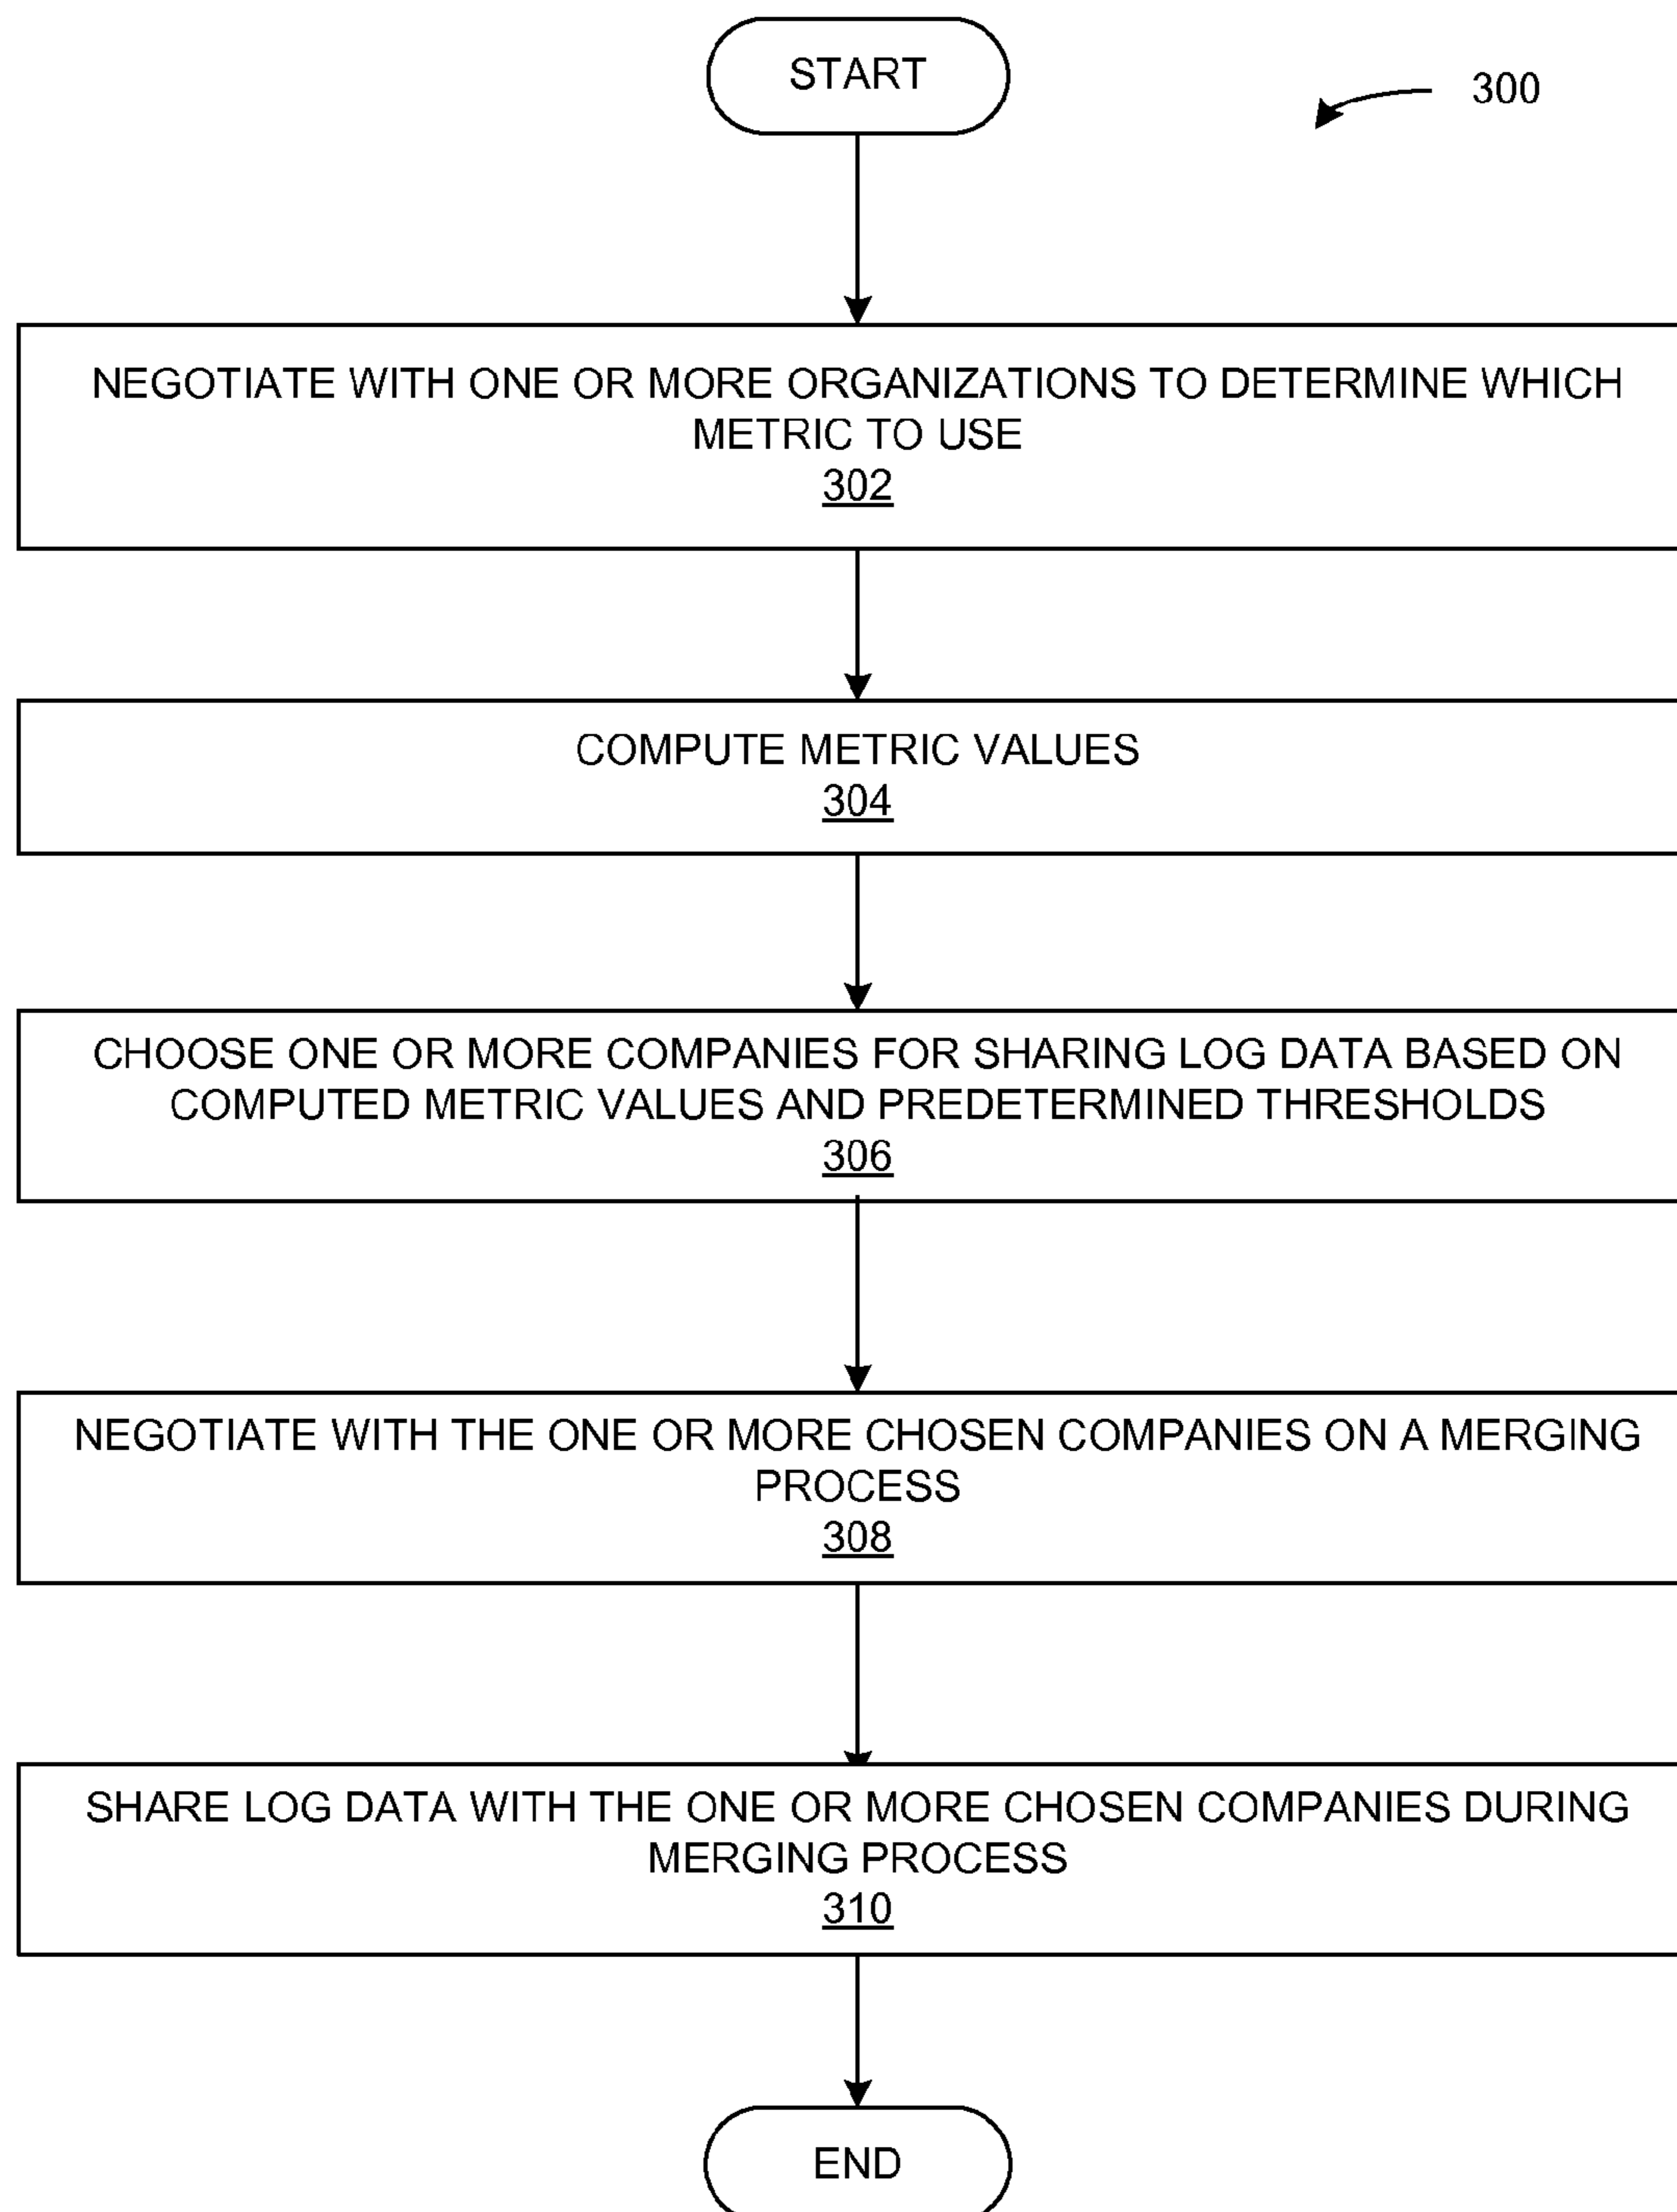 START
300
NEGOTIATE WITH ONE OR MORE ORGANIZATIONS TO DETERMINE WHICH
METRIC TO USE
302
COMPUTE METRIC VALUES
304
CHOOSE ONE OR MORE COMPANIES FOR SHARING LOG DATA BASED ON
COMPUTED METRIC VALUES AND PREDETERMINED THRESHOLDS
306
NEGOTIATE WITH THE ONE OR MORE CHOSEN COMPANIES ON A MERGING
PROCESS
308
SHARE LOG DATA WITH THE ONE OR MORE CHOSEN COMPANIES DURING
MERGING PROCESS
310
END